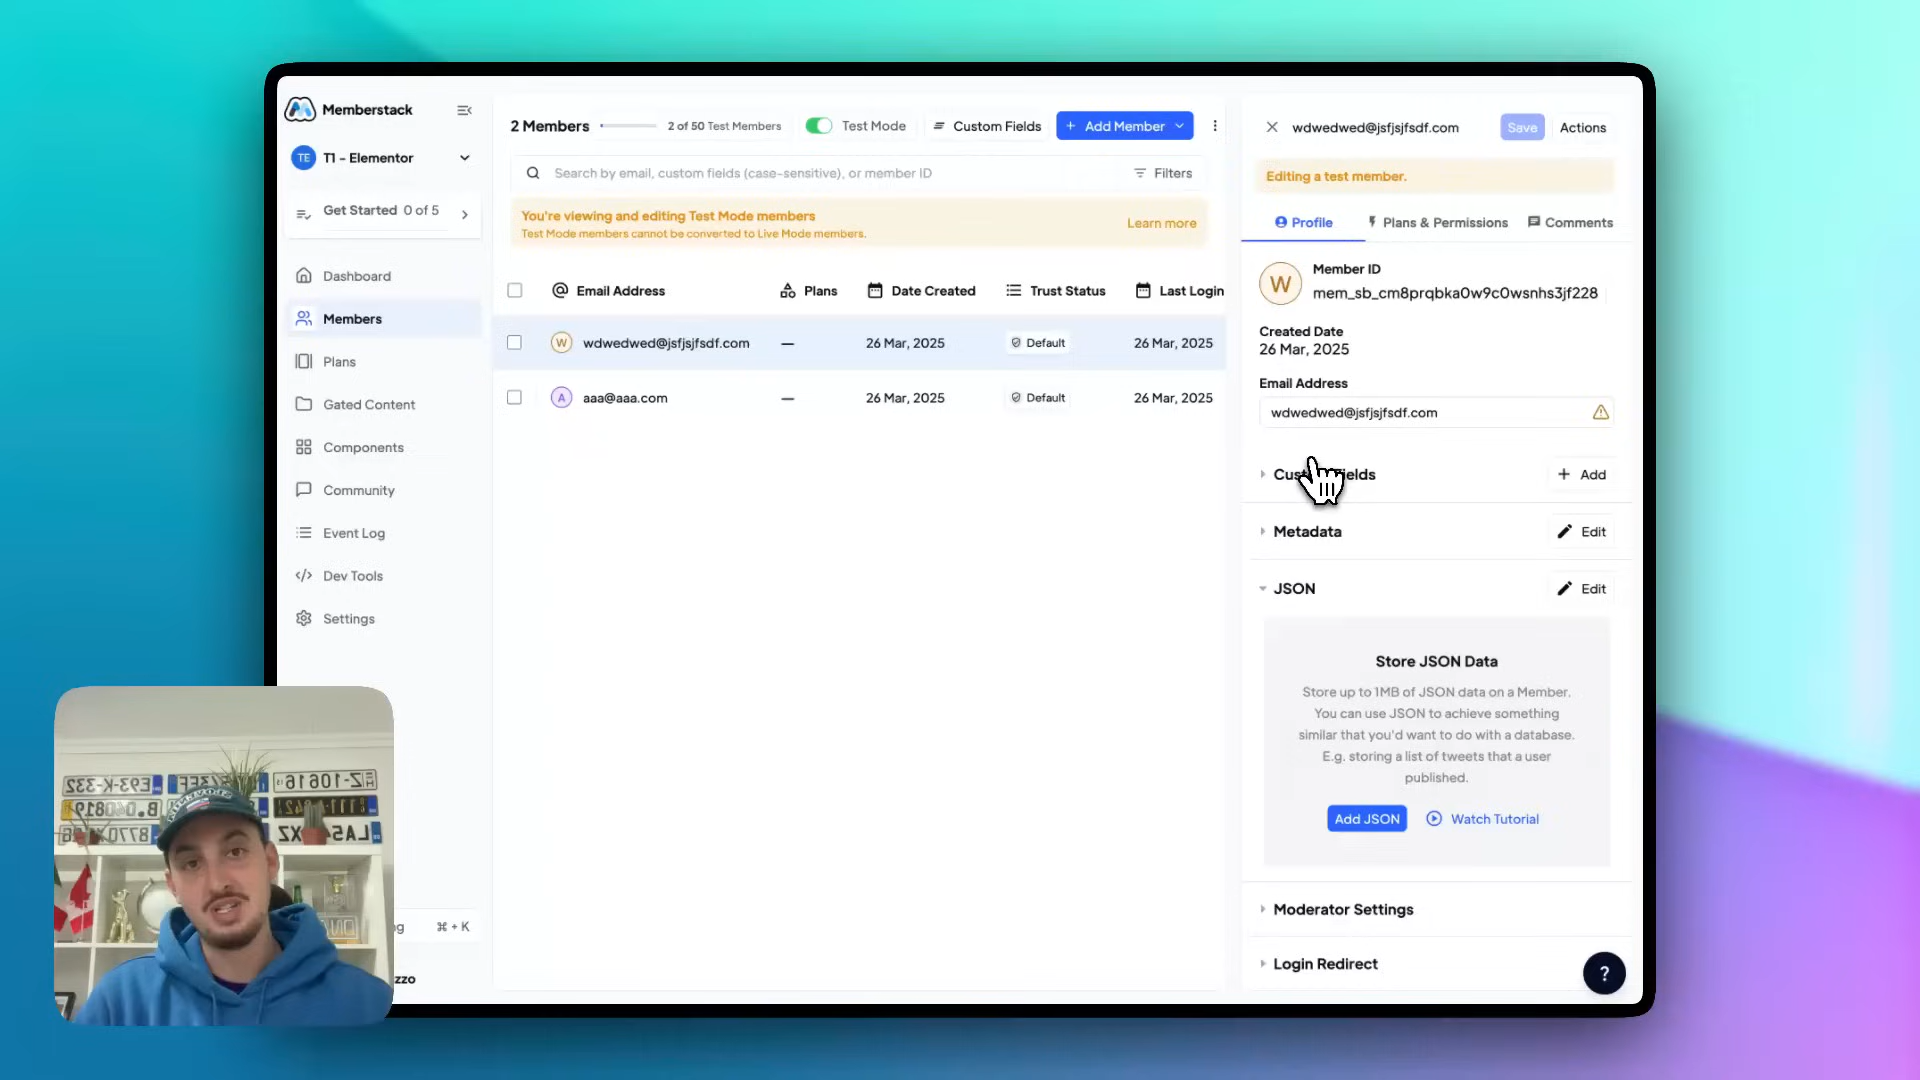 Memberstack
TE T1 - Elementor
Get Started 0 of 5
Dashboard
Members
Plans
Gated Content
Components
Community
Event Log
Dev Tools
Settings
ng ⌘ + K
zzo
2 Members 2 of 50 Test Members Test Mode Custom Fields + Add Member
Search by email, custom fields (case-sensitive), or member ID Filters
You're viewing and editing Test Mode members
Test Mode members cannot be converted to Live Mode members.
Learn more
Email Address Plans Date Created Trust Status Last Login
W wdwedwed@jsfjsjfsdf.com — 26 Mar, 2025 Default 26 Mar, 2025
A aaa@aaa.com — 26 Mar, 2025 Default 26 Mar, 2025
wdwedwed@jsfjsjfsdf.com Save Actions
Editing a test member.
Profile Plans & Permissions Comments
W
Member ID
mem_sb_cm8prqbka0w9c0wsnhs3jf228
Created Date
26 Mar, 2025
Email Address
wdwedwed@jsfjsjfsdf.com
+ Add
Metadata Edit
JSON Edit
Store JSON Data
Store up to 1MB of JSON data on a Member.
You can use JSON to achieve something
similar that you'd want to do with a database.
E.g. storing a list of tweets that a user
published.
Add JSON Watch Tutorial
Moderator Settings
Login Redirect
?